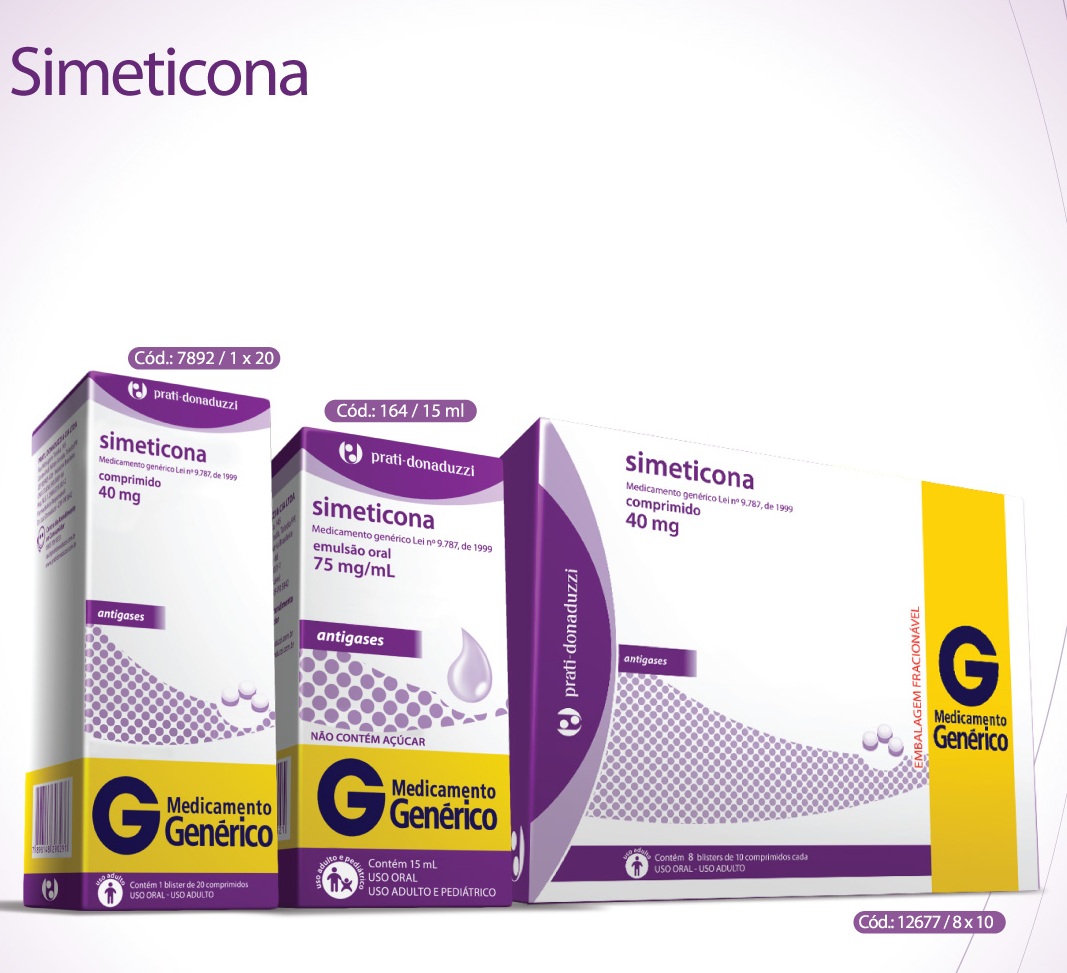 Simeticona
Cód.: 7892 / 1 x 20
prati-donaduzzi
simeticona
Medicamento genérico Lei nº 9.787, de 1999
comprimido
40 mg
antigases
G Medicamento
Genérico
uso adulto
Contém 1 blister de 20 comprimidos
USO ORAL - USO ADULTO
Cód.: 164 / 15 ml
prati-donaduzzi
simeticona
Medicamento genérico Lei nº 9.787, de 1999
emulsão oral
75 mg/mL
antigases
NÃO CONTÉM AÇÚCAR
G Medicamento
Genérico
uso adulto e pediátrico
Contém 15 mL
USO ORAL
USO ADULTO E PEDIÁTRICO
prati-donaduzzi
simeticona
Medicamento genérico Lei nº 9.787, de 1999
comprimido
40 mg
antigases
EMBALAGEM FRACIONÁVEL
G
Medicamento
Genérico
uso adulto
Contém 8 blisters de 10 comprimidos cada
USO ORAL - USO ADULTO
Cód.: 12677 / 8 x 10